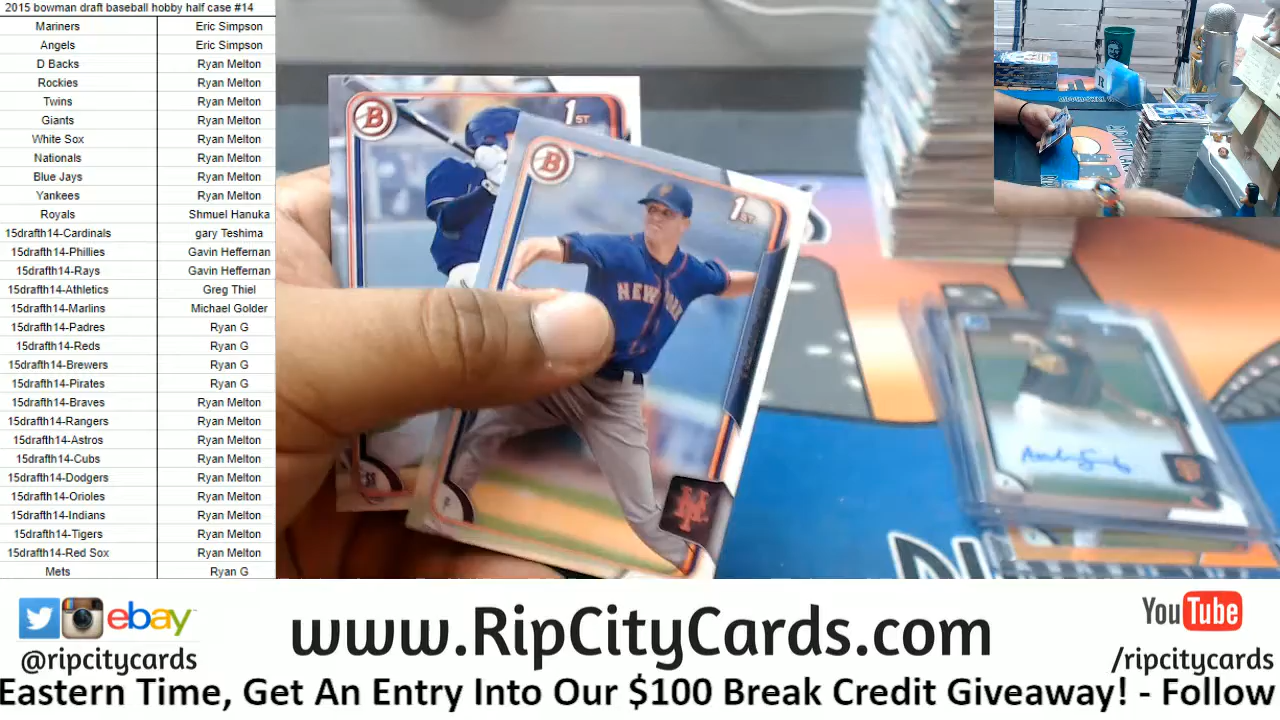 2015 bowman draft baseball hobby half case #14
Mariners Eric Simpson
Angels Eric Simpson
D Backs Ryan Melton
Rockies Ryan Melton
Twins Ryan Melton
Giants Ryan Melton
White Sox Ryan Melton
Nationals Ryan Melton
Blue Jays Ryan Melton
Yankees Ryan Melton
Royals Shmuel Hanuka
15drafth14-Cardinals gary Teshima
15drafth14-Phillies Gavin Heffernan
15drafth14-Rays Gavin Heffernan
15drafth14-Athletics Greg Thiel
15drafth14-Marlins Michael Golder
15drafth14-Padres Ryan G
15drafth14-Reds Ryan G
15drafth14-Brewers Ryan G
15drafth14-Pirates Ryan G
15drafth14-Braves Ryan Melton
15drafth14-Rangers Ryan Melton
15drafth14-Astros Ryan Melton
15drafth14-Cubs Ryan Melton
15drafth14-Dodgers Ryan Melton
15drafth14-Orioles Ryan Melton
15drafth14-Indians Ryan Melton
15drafth14-Tigers Ryan Melton
15drafth14-Red Sox Ryan Melton
Mets Ryan G
B 1ST
B 1ST
NEW YORK
ebay
@ripcitycards
www.RipCityCards.com
YouTube
/ripcitycards
Eastern Time, Get An Entry Into Our $100 Break Credit Giveaway! - Follow